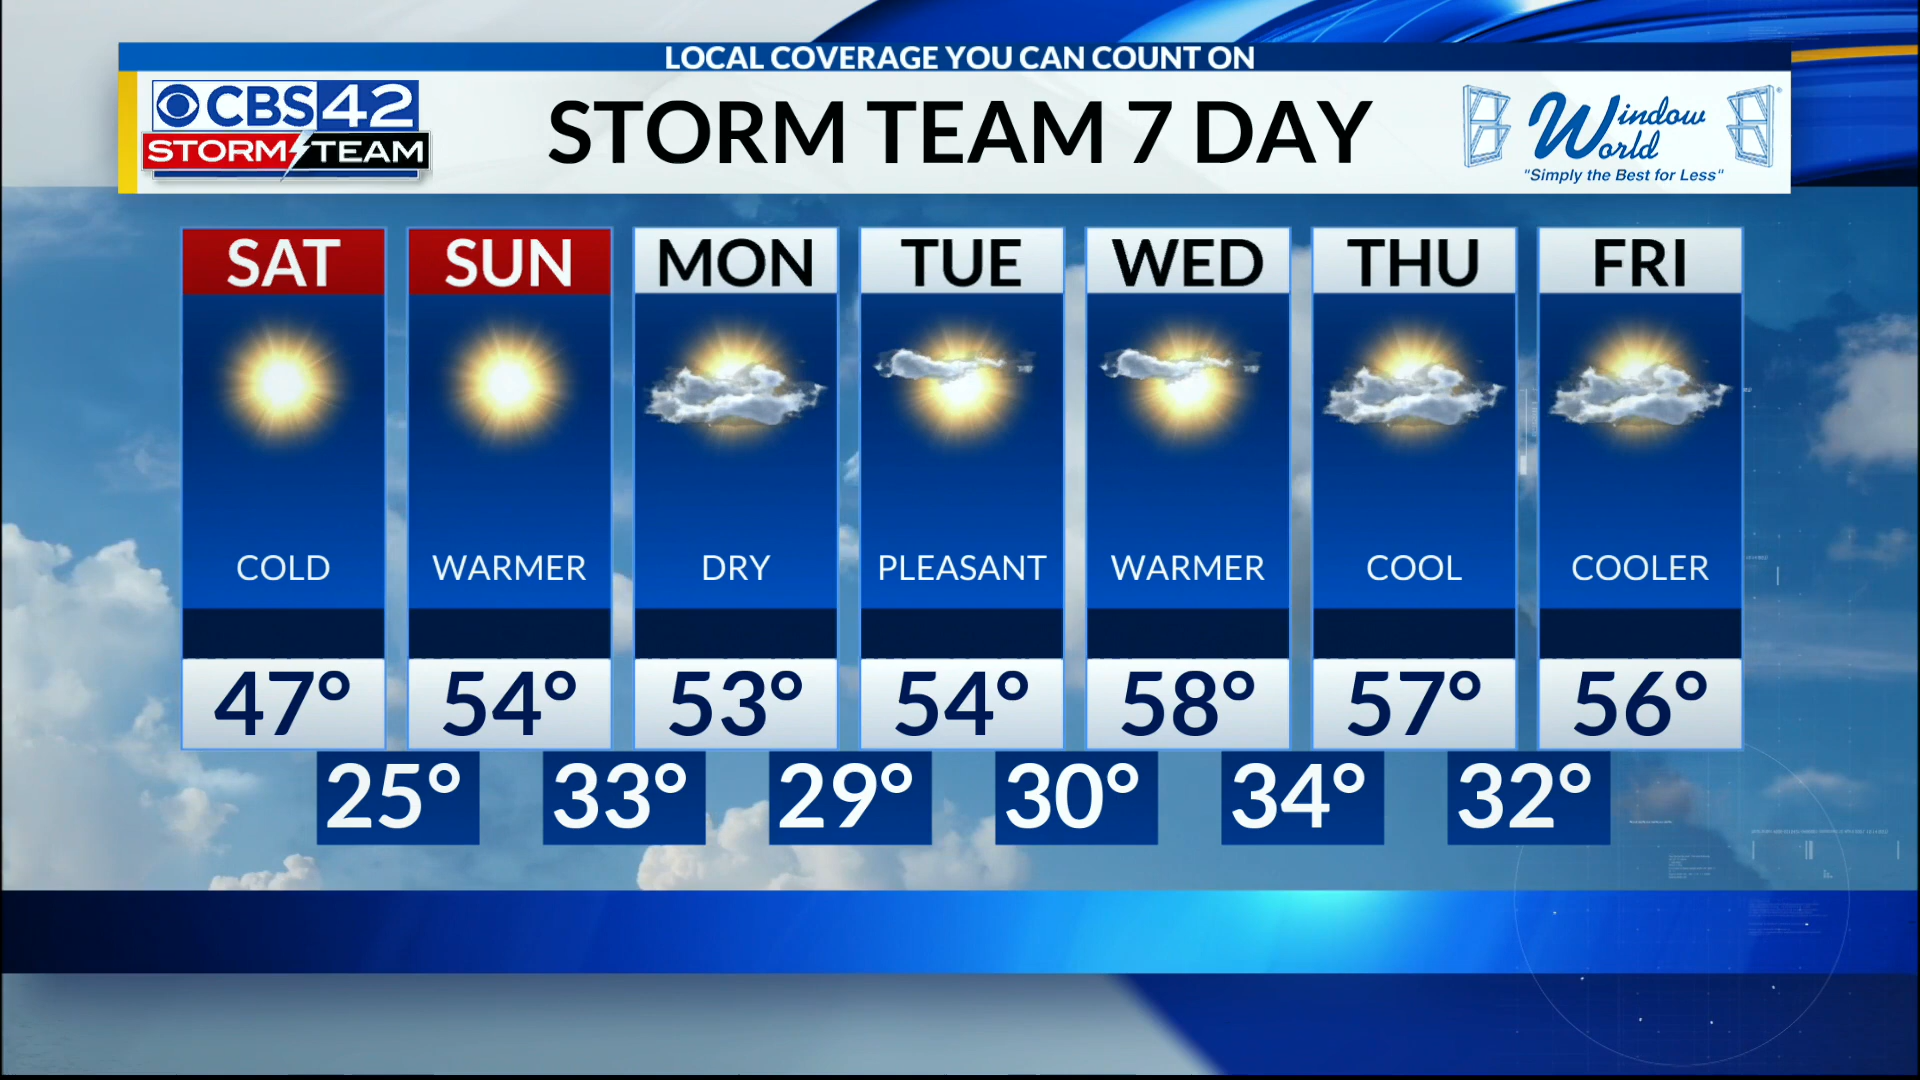 LOCAL COVERAGE YOU CAN COUNT ON
CBS 42
STORM TEAM
STORM TEAM 7 DAY
Window
World
"Simply the Best for Less"
SAT SUN MON TUE WED THU FRI
COLD WARMER DRY PLEASANT WARMER COOL COOLER
47° 54° 53° 54° 58° 57° 56°
25° 33° 29° 30° 34° 32°